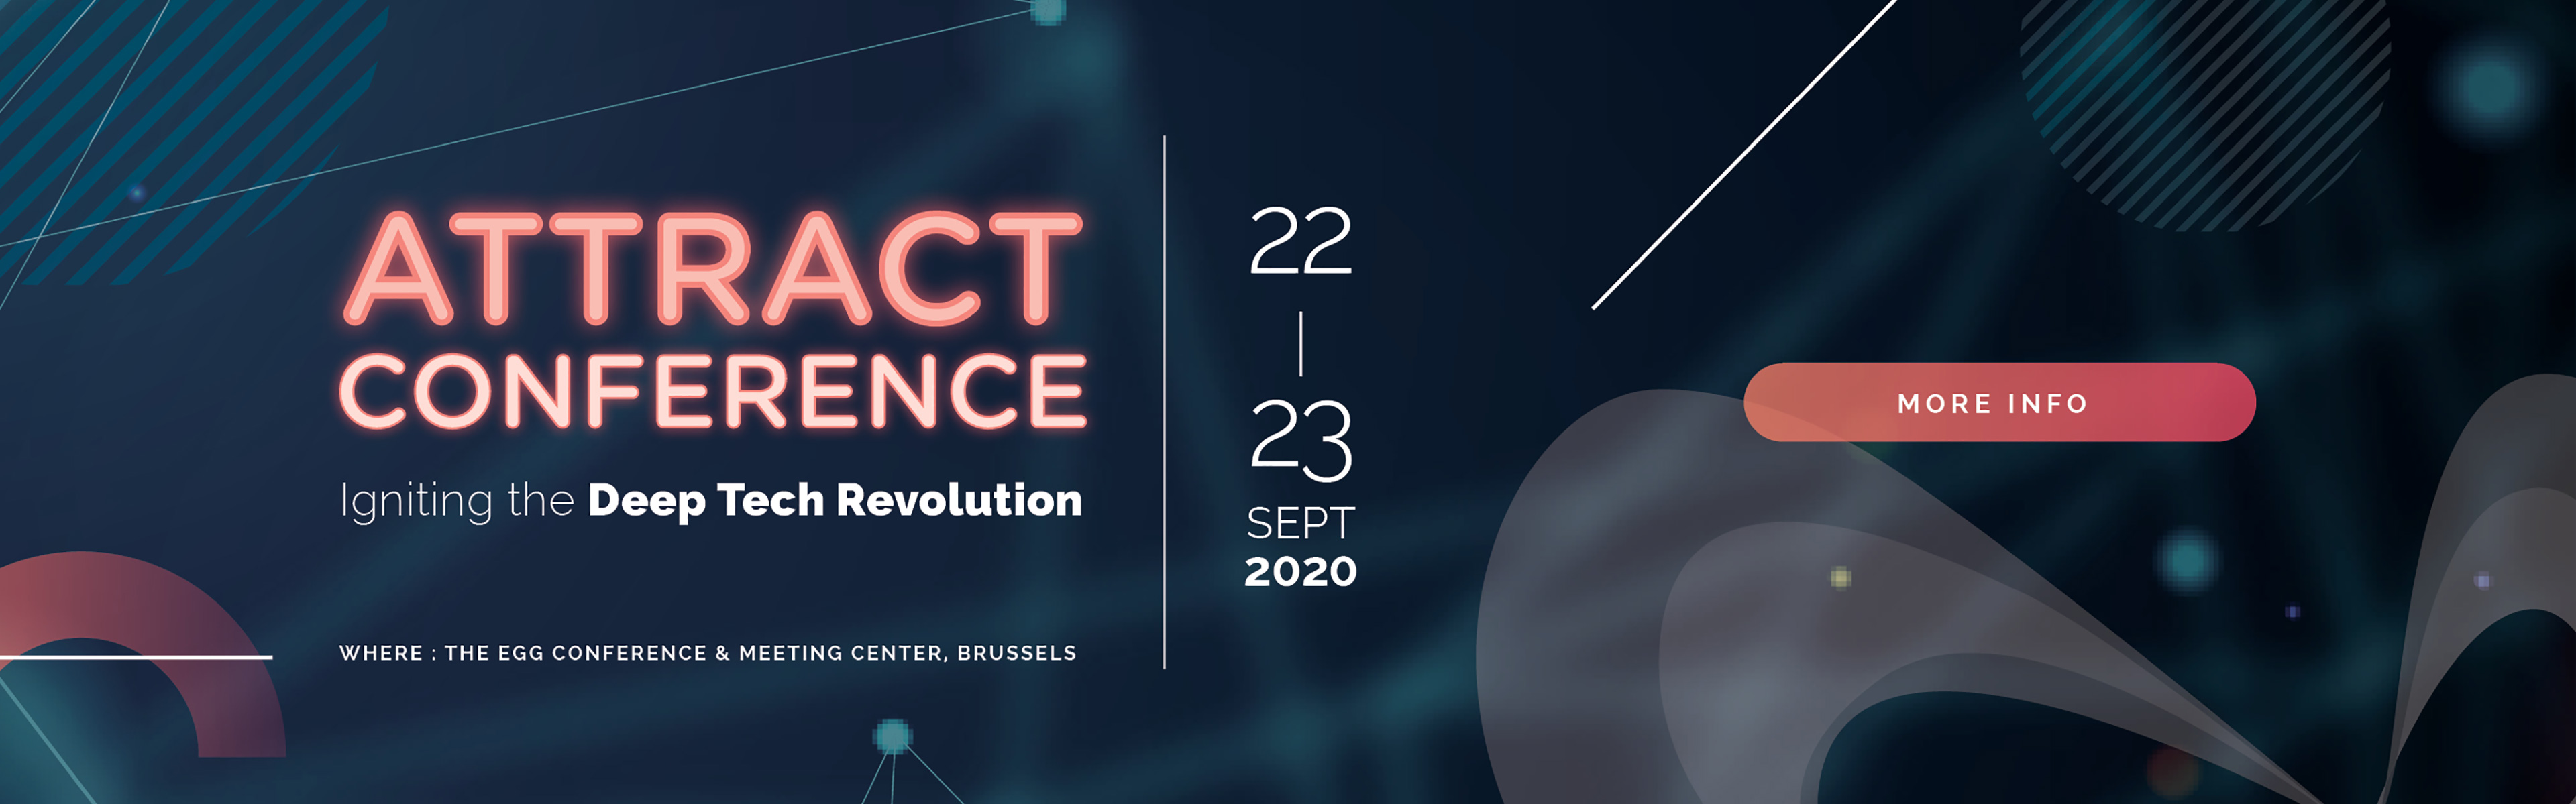 ATTRACT
CONFERENCE
Igniting the Deep Tech Revolution
WHERE : THE EGG CONFERENCE & MEETING CENTER, BRUSSELS
22
23
SEPT
2020
MORE INFO